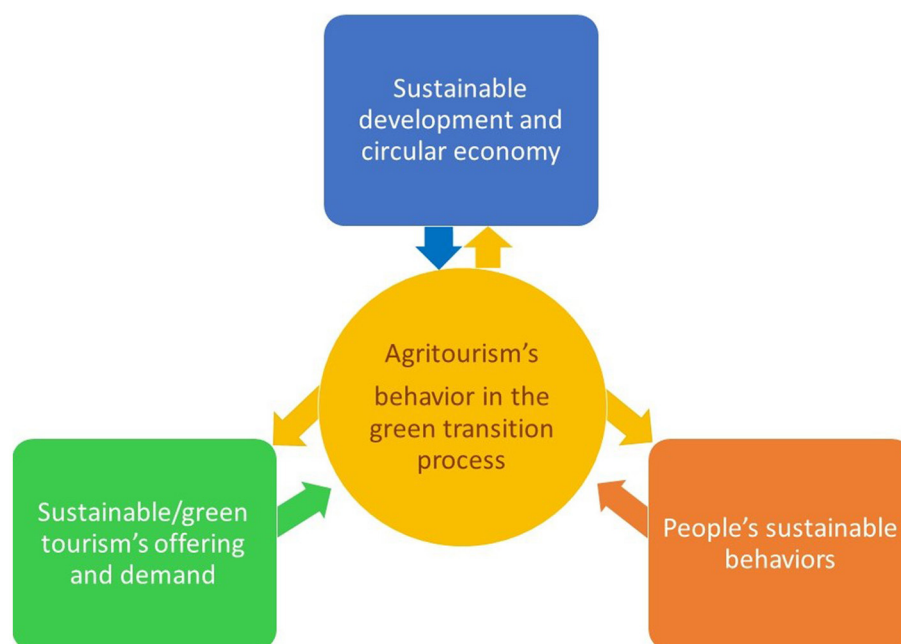 Sustainable
development and
circular economy
Agritourism’s
behavior in the
green transition
process
Sustainable/green
tourism’s offering
and demand
People’s sustainable
behaviors